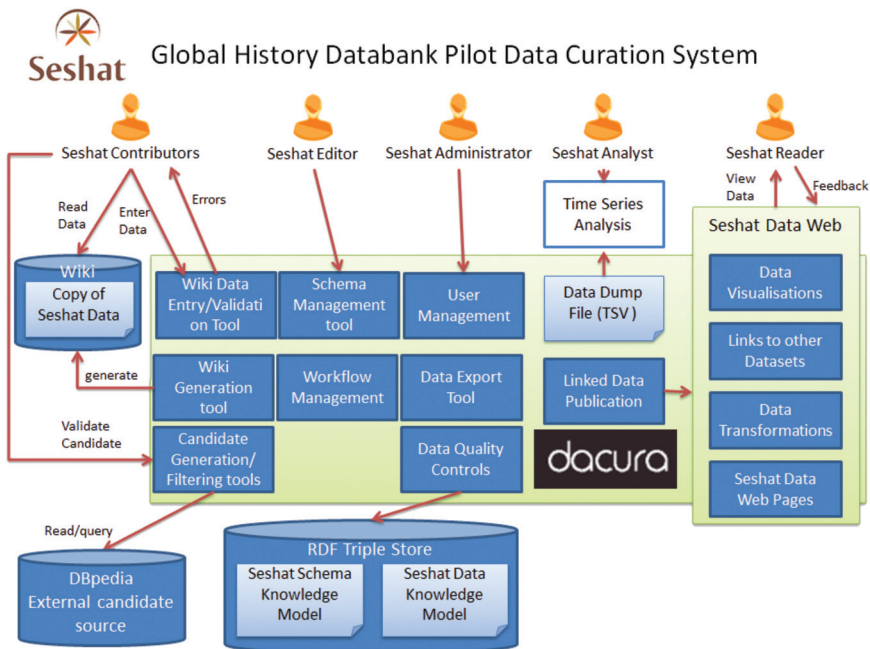 Seshat
Global History Databank Pilot Data Curation System
Seshat Contributors
Seshat Editor
Seshat Administrator
Seshat Analyst
Seshat Reader
Read
Data
Enter
Data
Errors
View
Data
Feedback
Wiki
Copy of
Seshat Data
Wiki Data
Entry/Validati
on Tool
Schema
Management
tool
User
Management
Time Series
Analysis
Data Dump
File (TSV )
Seshat Data Web
Data
Visualisations
Links to other
Datasets
Data
Transformations
Seshat Data
Web Pages
generate
Wiki
Generation
tool
Workflow
Management
Data Export
Tool
Linked Data
Publication
Validate
Candidate
Candidate
Generation/
Filtering tools
Data Quality
Controls
dacura
Read/query
DBpedia
External candidate
source
RDF Triple Store
Seshat Schema
Knowledge
Model
Seshat Data
Knowledge
Model